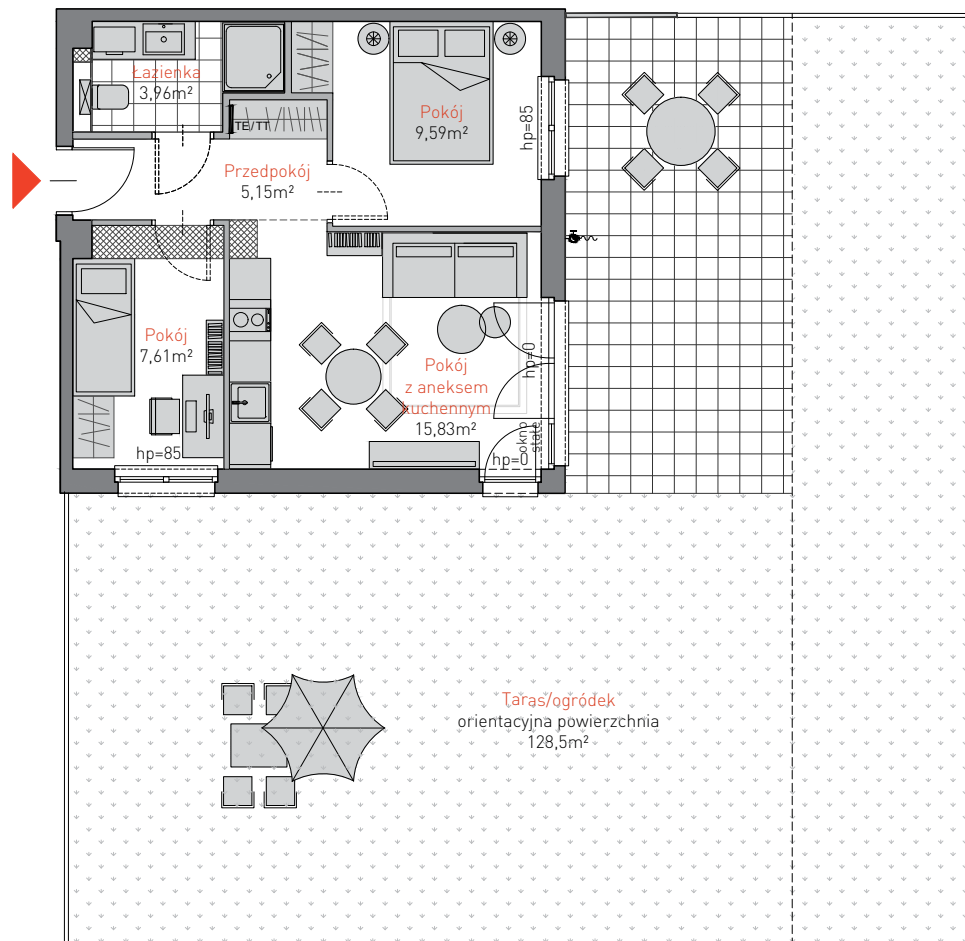 Łazienka
3,96m²
TE/TT
Pokój
9,59m²
hp=85
Przedpokój
5,15m²
Pokój
7,61m²
hp=85
Pokój
z aneksem
kuchennym
15,83m²
hp=0
okno
stałe
hp=0
Taras/ogródek
orientacyjna powierzchnia
128,5m²